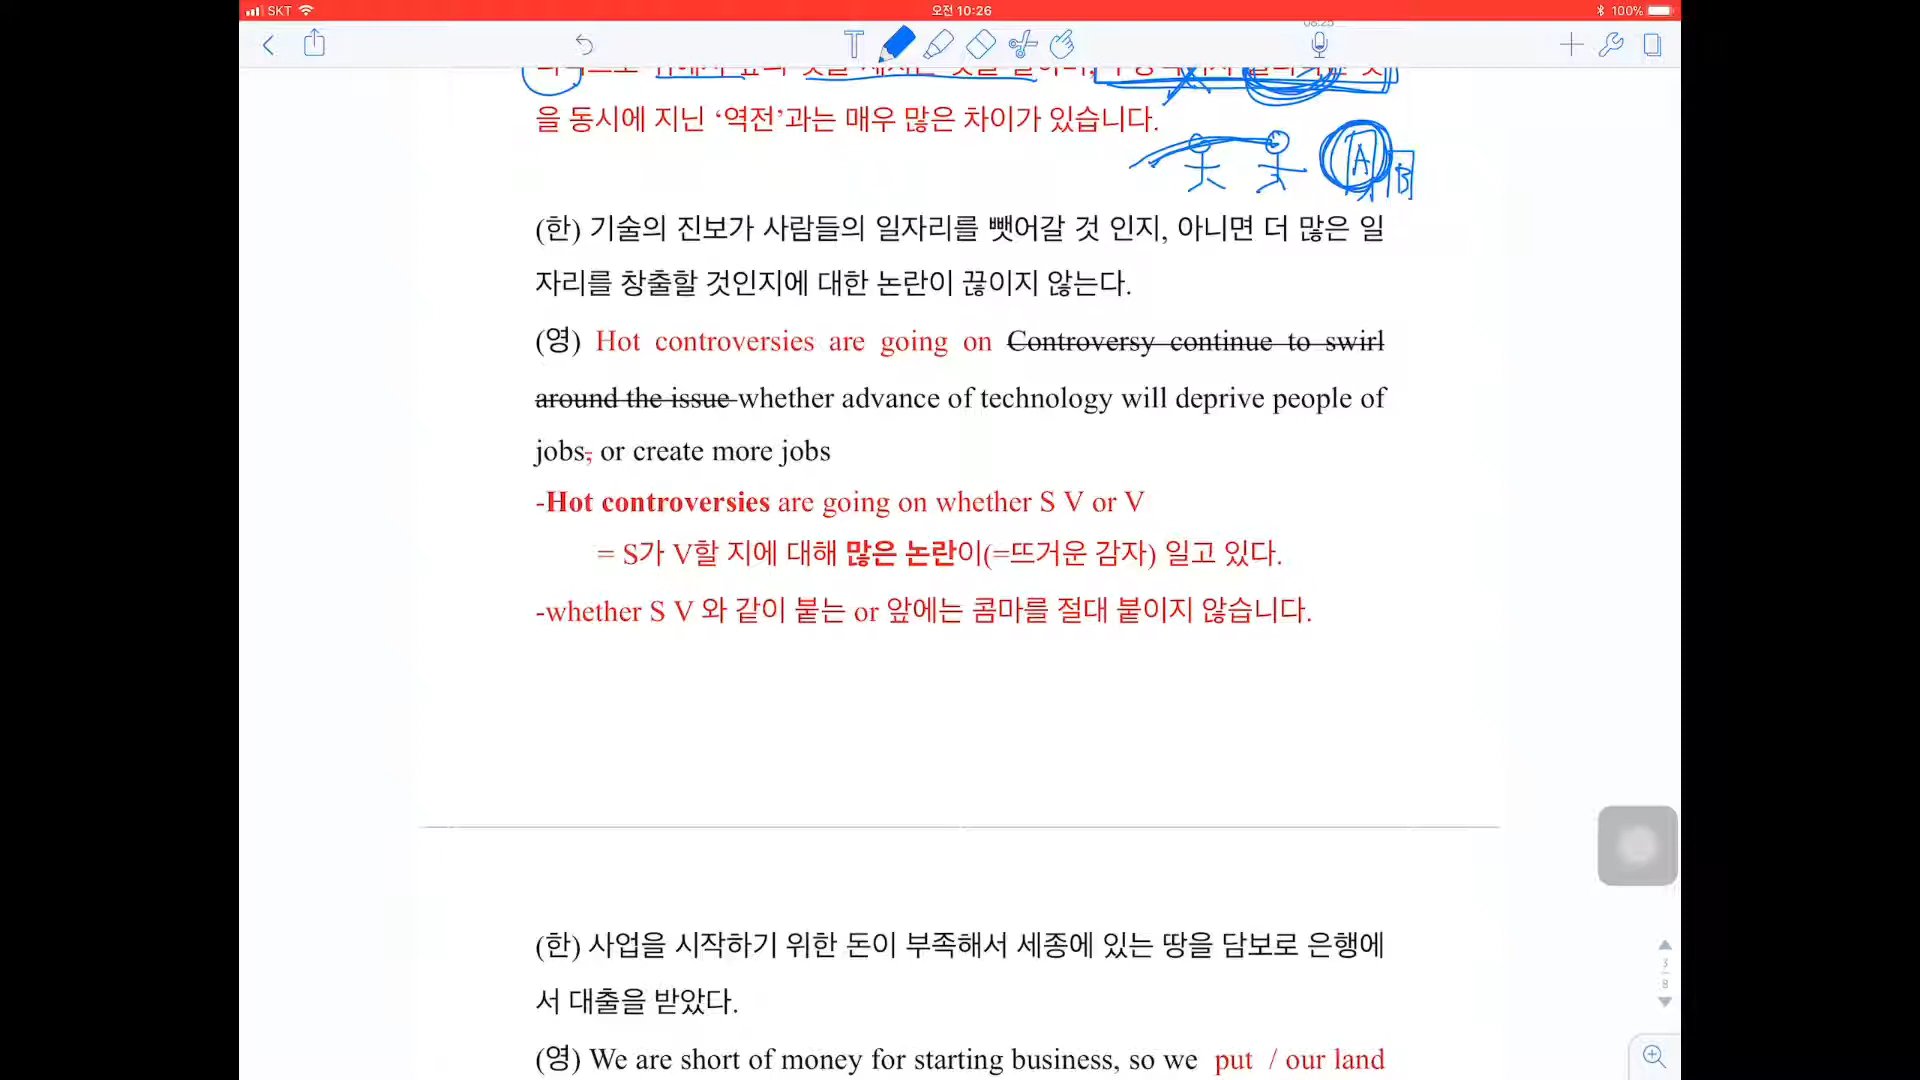 SKT
오전 10:26
100%
을 동시에 지닌 ‘역전’과는 매우 많은 차이가 있습니다.
A
B
(한) 기술의 진보가 사람들의 일자리를 뺏어갈 것 인지, 아니면 더 많은 일
자리를 창출할 것인지에 대한 논란이 끊이지 않는다.
(영) Hot controversies are going on Controversy continue to swirl
around the issue whether advance of technology will deprive people of
jobs, or create more jobs
-Hot controversies are going on whether S V or V
= S가 V할 지에 대해 많은 논란이(=뜨거운 감자) 일고 있다.
-whether S V 와 같이 붙는 or 앞에는 콤마를 절대 붙이지 않습니다.
(한) 사업을 시작하기 위한 돈이 부족해서 세종에 있는 땅을 담보로 은행에
서 대출을 받았다.
(영) We are short of money for starting business, so we put / our land
3
8